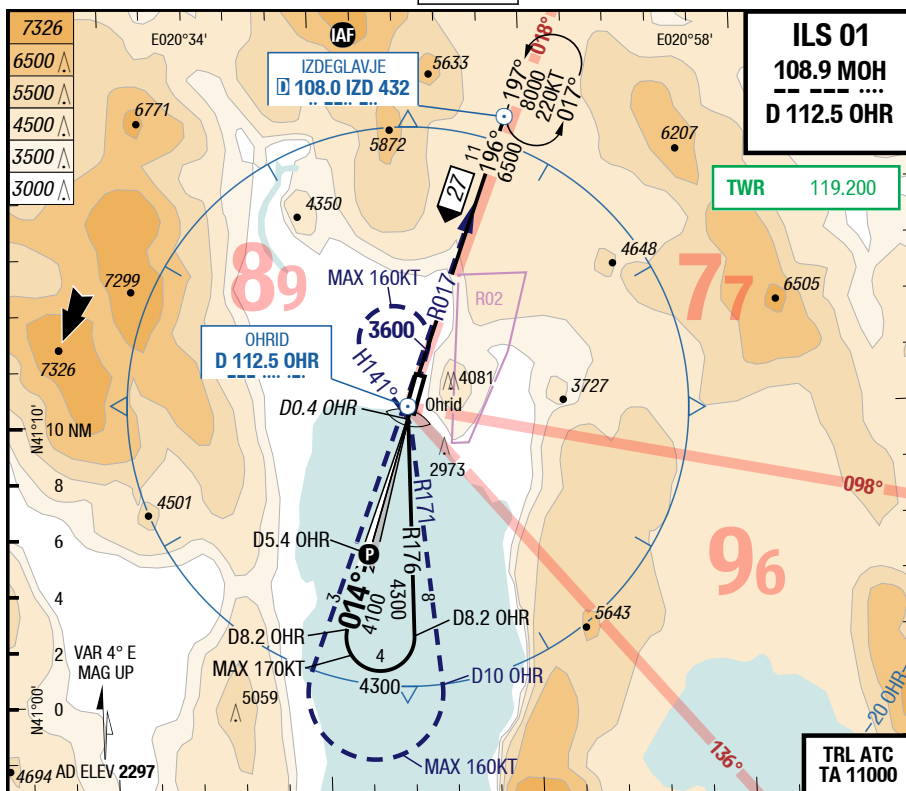 7326
6500
5500
4500
3500
3000
E020°34'
IAF
5633
018°
E020°58'
ILS 01
108.9 MOH
D 112.5 OHR
IZDEGLAVJE
D 108.0 IZD 432
197°
8000
220KT
017°
6771
5872
11
196°
6500
6207
TWR 119.200
27
4350
4648
89
77
7299
MAX 160KT
R017
R02
6505
7326
OHRID
D 112.5 OHR
3600
H141°
4081
3727
D0.4 OHR
Ohrid
N41°10'
10 NM
2973
098°
8
4501
R171
D5.4 OHR
P
R176
96
6
014°
4100
4300
3
8
4
D8.2 OHR
D8.2 OHR
5643
VAR 4° E
MAG UP
2
MAX 170KT
4
4300
D10 OHR
N41°00'
0
5059
20 OHR
136°
MAX 160KT
4694
AD ELEV 2297
TRL ATC
TA 11000